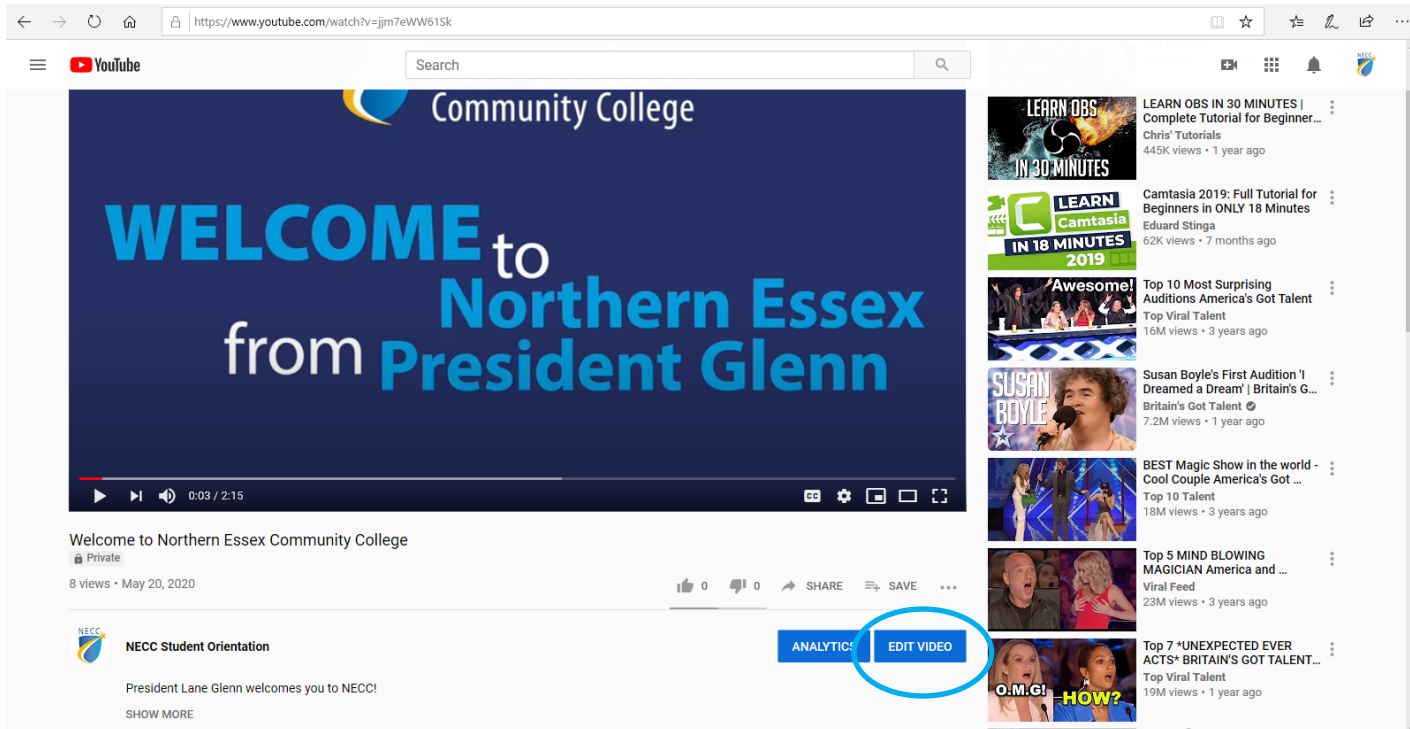 https://www.youtube.com/watch?v=jjm7eWW61Sk
YouTube
Search
NECC
Community College
WELCOME to
Northern Essex
from President Glenn
0:03 / 2:15
CC
Welcome to Northern Essex Community College
Private
8 views • May 20, 2020
0
0
SHARE
SAVE
NECC
NECC Student Orientation
ANALYTICS
EDIT VIDEO
President Lane Glenn welcomes you to NECC!
SHOW MORE
LEARN OBS
IN 30 MINUTES
LEARN OBS IN 30 MINUTES |
Complete Tutorial for Beginner...
Chris' Tutorials
445K views • 1 year ago
LEARN
Camtasia
IN 18 MINUTES
2019
Camtasia 2019: Full Tutorial for
Beginners in ONLY 18 Minutes
Eduard Stinga
62K views • 7 months ago
Awesome!
Top 10 Most Surprising
Auditions America's Got Talent
Top Viral Talent
16M views • 3 years ago
SUSAN
BOYLE
Susan Boyle's First Audition 'I
Dreamed a Dream' | Britain's G...
Britain's Got Talent
7.2M views • 1 year ago
BEST Magic Show in the world -
Cool Couple America's Got ...
Top 10 Talent
18M views • 3 years ago
Top 5 MIND BLOWING
MAGICIAN America and ...
Viral Feed
23M views • 3 years ago
O.M.G!
HOW?
Top 7 *UNEXPECTED EVER
ACTS* BRITAIN'S GOT TALENT...
Top Viral Talent
19M views • 1 year ago